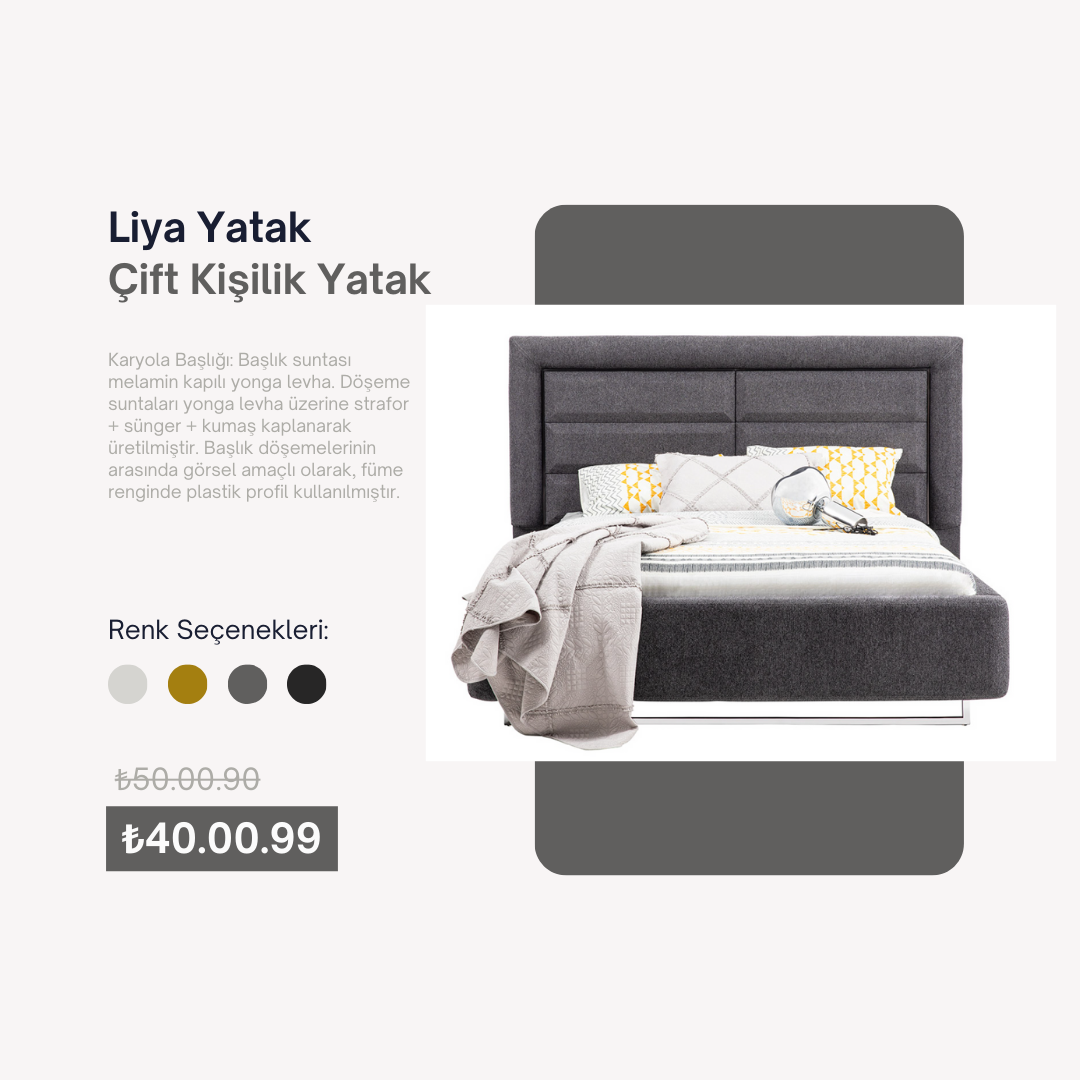 Liya Yatak
Çift Kişilik Yatak
Karyola Başlığı: Başlık suntası
melamin kapılı yonga levha. Döşeme
suntaları yonga levha üzerine strafor
+ sünger + kumaş kaplanarak
üretilmiştir. Başlık döşemelerinin
arasında görsel amaçlı olarak, füme
renginde plastik profil kullanılmıştır.
Renk Seçenekleri:
₺50.00.90
₺40.00.99